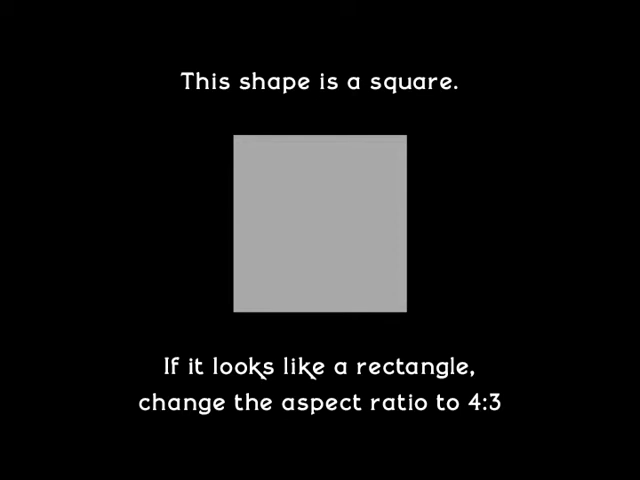 This shape is a square.
If it looks like a rectangle,
change the aspect ratio to 4:3